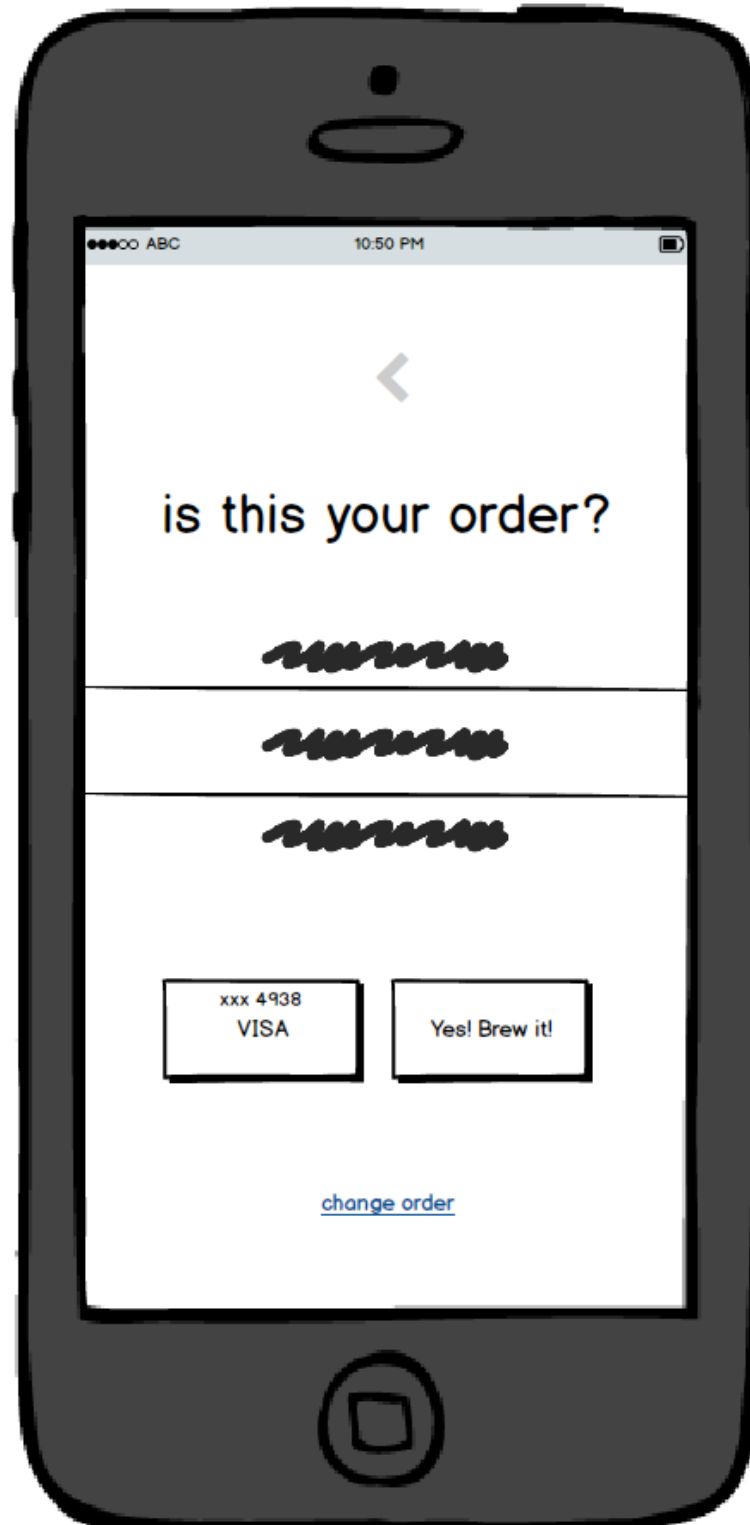 ABC 10:50 PM
is this your order?
xxx 4938
VISA
Yes! Brew it!
change order